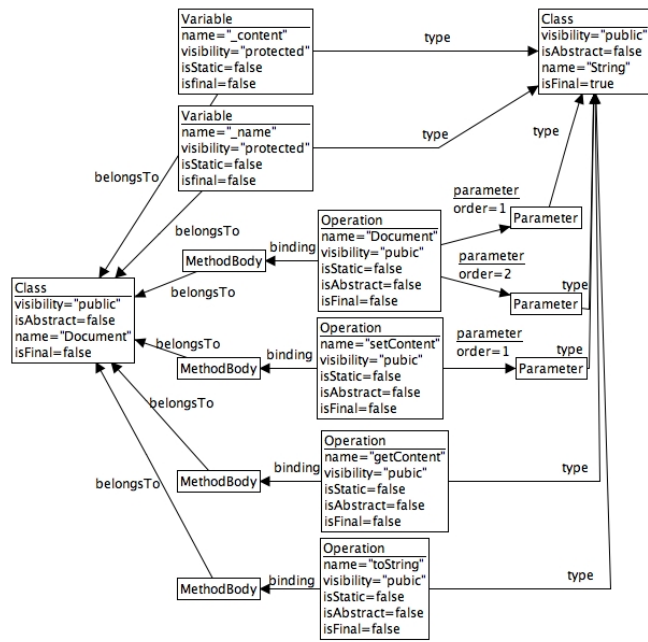 Variable
name="_content"
visibility="protected"
isStatic=false
isfinal=false
type
Class
visibility="public"
isAbstract=false
name="String"
isFinal=true
Variable
name="_name"
visibility="protected"
isStatic=false
isfinal=false
type
type
belongsTo
belongsTo
parameter
order=1
Parameter
Operation
name="Document"
visibility="pubic"
isStatic=false
isAbstract=false
isFinal=false
binding
MethodBody
belongsTo
parameter
order=2
type
Parameter
Class
visibility="public"
isAbstract=false
name="Document"
isFinal=false
Operation
name="setContent"
visibility="pubic"
isStatic=false
isAbstract=false
isFinal=false
binding
MethodBody
belongsTo
parameter
order=1
type
Parameter
belongsTo
Operation
name="getContent"
visibility="pubic"
isStatic=false
isAbstract=false
isFinal=false
binding
MethodBody
type
belongsTo
Operation
name="toString"
visibility="pubic"
isStatic=false
isAbstract=false
isFinal=false
binding
MethodBody
type